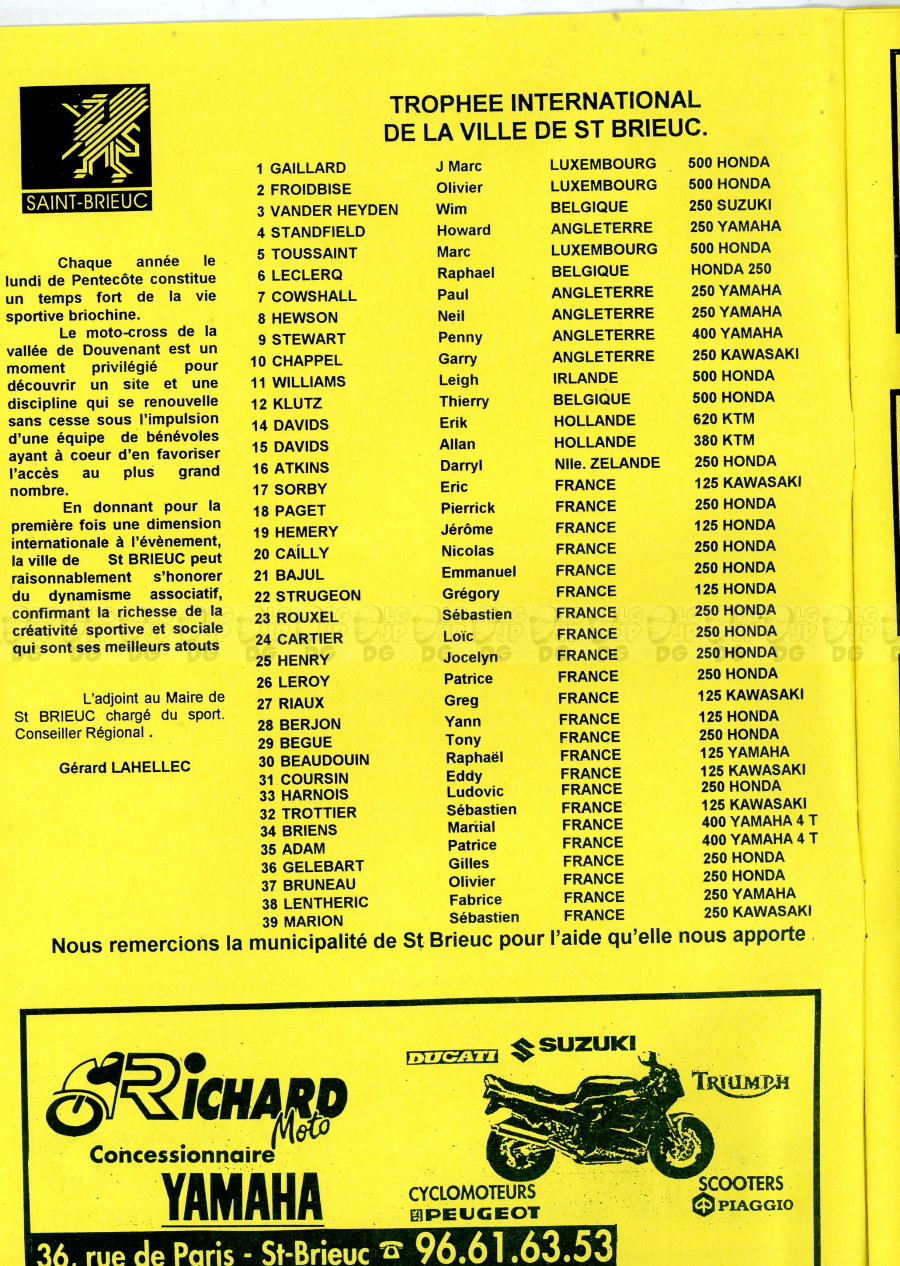 SAINT-BRIEUC
Chaque année le
lundi de Pentecôte constitue
un temps fort de la vie
sportive briochine.
Le moto-cross de la
vallée de Douvenant est un
moment privilégié pour
découvrir un site et une
discipline qui se renouvelle
sans cesse sous l'impulsion
d'une équipe de bénévoles
ayant à coeur d'en favoriser
l'accès au plus grand
nombre.
En donnant pour la
première fois une dimension
internationale à l'évènement,
la ville de St BRIEUC peut
raisonnablement s'honorer
du dynamisme associatif,
confirmant la richesse de la
créativité sportive et sociale
qui sont ses meilleurs atouts
L'adjoint au Maire de
St BRIEUC chargé du sport.
Conseiller Régional .
Gérard LAHELLEC
TROPHEE INTERNATIONAL
DE LA VILLE DE ST BRIEUC.
1 GAILLARD J Marc LUXEMBOURG 500 HONDA
2 FROIDBISE Olivier LUXEMBOURG 500 HONDA
3 VANDER HEYDEN Wim BELGIQUE 250 SUZUKI
4 STANDFIELD Howard ANGLETERRE 250 YAMAHA
5 TOUSSAINT Marc LUXEMBOURG 500 HONDA
6 LECLERQ Raphael BELGIQUE HONDA 250
7 COWSHALL Paul ANGLETERRE 250 YAMAHA
8 HEWSON Neil ANGLETERRE 250 YAMAHA
9 STEWART Penny ANGLETERRE 400 YAMAHA
10 CHAPPEL Garry ANGLETERRE 250 KAWASAKI
11 WILLIAMS Leigh IRLANDE 500 HONDA
12 KLUTZ Thierry BELGIQUE 500 HONDA
14 DAVIDS Erik HOLLANDE 620 KTM
15 DAVIDS Allan HOLLANDE 380 KTM
16 ATKINS Darryl Nlle. ZELANDE 250 HONDA
17 SORBY Eric FRANCE 125 KAWASAKI
18 PAGET Pierrick FRANCE 250 HONDA
19 HEMERY Jérôme FRANCE 125 HONDA
20 CAÍLLY Nicolas FRANCE 250 HONDA
21 BAJUL Emmanuel FRANCE 250 HONDA
22 STRUGEON Grégory FRANCE 125 HONDA
23 ROUXEL Sébastien FRANCE 250 HONDA
24 CARTIER Loïc FRANCE 250 HONDA
25 HENRY Jocelyn FRANCE 250 HONDA
26 LEROY Patrice FRANCE 250 HONDA
27 RIAUX Greg FRANCE 125 KAWASAKI
28 BERJON Yann FRANCE 125 HONDA
29 BEGUE Tony FRANCE 250 HONDA
30 BEAUDOUIN Raphaël FRANCE 125 YAMAHA
31 COURSIN Eddy FRANCE 125 KAWASAKI
33 HARNOIS Ludovic FRANCE 250 HONDA
32 TROTTIER Sébastien FRANCE 125 KAWASAKI
34 BRIENS Martial FRANCE 400 YAMAHA 4 T
35 ADAM Patrice FRANCE 400 YAMAHA 4 T
36 GELEBART Gilles FRANCE 250 HONDA
37 BRUNEAU Olivier FRANCE 250 HONDA
38 LENTHERIC Fabrice FRANCE 250 YAMAHA
39 MARION Sébastien FRANCE 250 KAWASAKI
Nous remercions la municipalité de St Brieuc pour l'aide qu'elle nous apporte .
RICHARD
Moto
Concessionnaire
YAMAHA
DUCATI
SUZUKI
TRIUMPH
CYCLOMOTEURS
PEUGEOT
SCOOTERS
PIAGGIO
36, rue de Paris - St-Brieuc ☎ 96.61.63.53